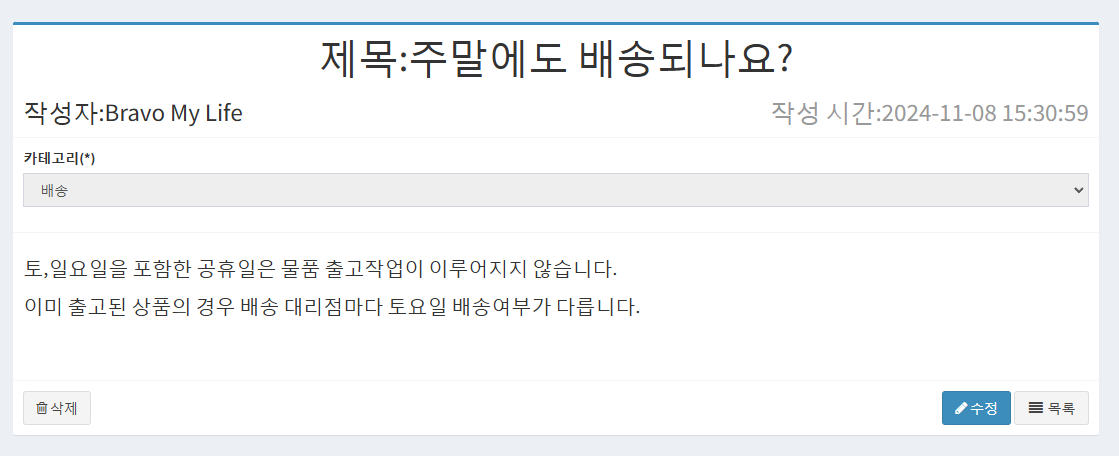 제목:주말에도 배송되나요?
작성자:Bravo My Life
작성 시간:2024-11-08 15:30:59
카테고리(*)
배송
토,일요일을 포함한 공휴일은 물품 출고작업이 이루어지지 않습니다.
이미 출고된 상품의 경우 배송 대리점마다 토요일 배송여부가 다릅니다.
삭제
수정
목록